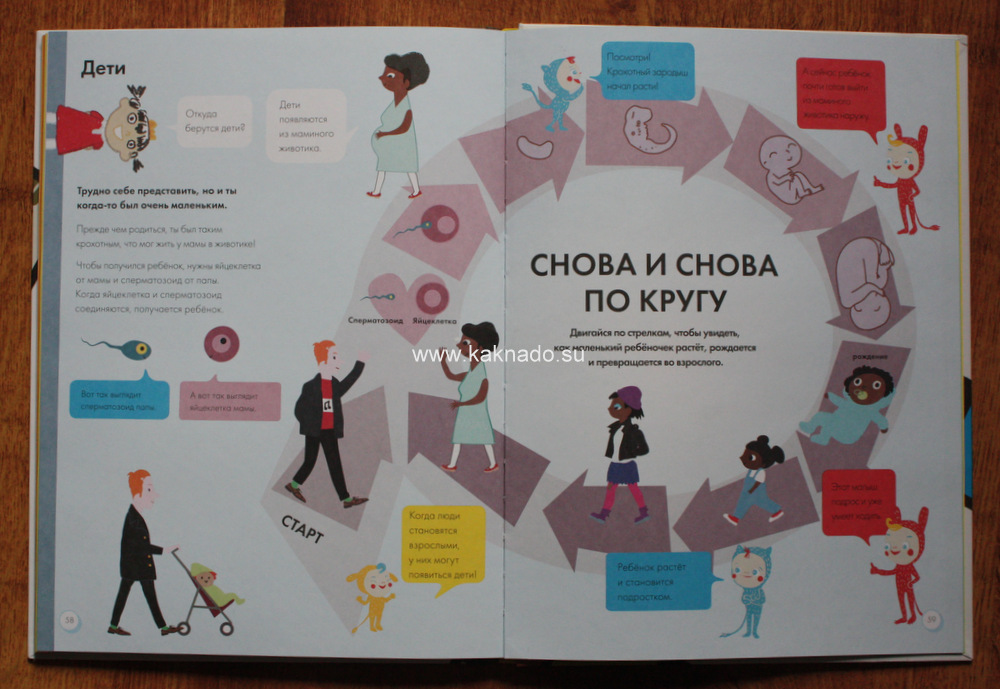 Дети
Откуда
берутся дети?
Дети
появляются
из маминого
животика.
Трудно себе представить, но и ты
когда-то был очень маленьким.
Прежде чем родиться, ты был таким
крохотным, что мог жить у мамы в животике!
Чтобы получился ребёнок, нужны яйцеклетка
от мамы и сперматозоид от папы.
Когда яйцеклетка и сперматозоид
соединяются, получается ребёнок.
Вот так выглядит
сперматозоид папы.
А вот так выглядит
яйцеклетка мамы.
Сперматозоид
Яйцеклетка
СТАРТ
Когда люди
становятся
взрослыми,
у них могут
появиться дети!
58
Посмотри!
Крохотный зародыш
начал расти!
А сейчас ребёнок
почти готов выйти
из маминого
животика наружу.
СНОВА И СНОВА
ПО КРУГУ
Двигайся по стрелкам, чтобы увидеть,
как маленький ребёночек растёт, рождается
и превращается во взрослого.
www.kaknado.su
рождение
Этот малыш
подрос и уже
умеет ходить.
Ребёнок растёт
и становится
подростком.
59